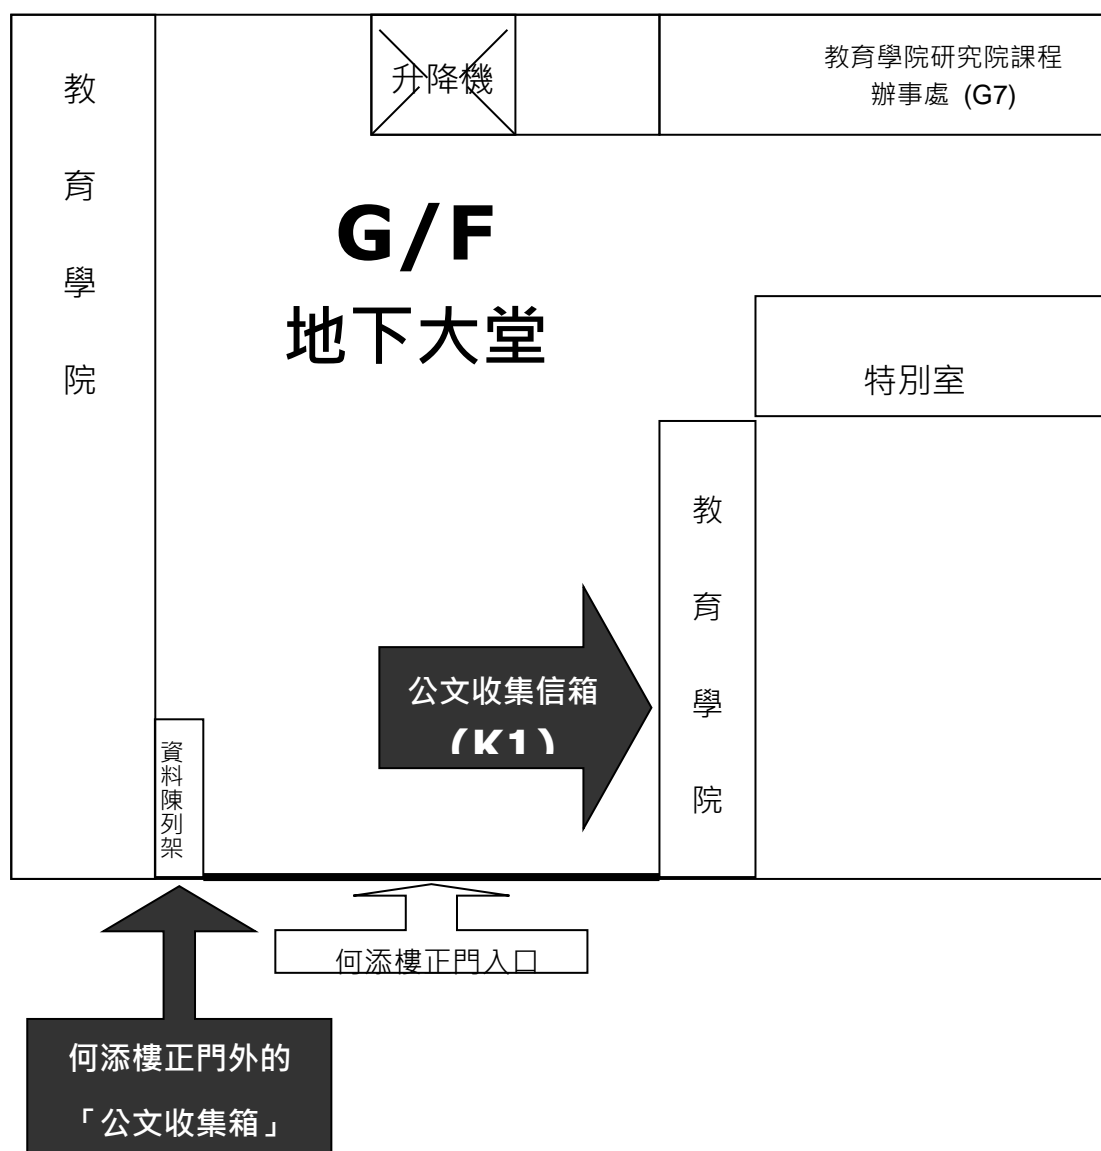 教育學院
升降機
教育學院研究院課程
辦事處 (G7)
G/F
地下大堂
特別室
教育學院
公文收集信箱
(K1)
資料陳列架
何添樓正門入口
何添樓正門外的
「公文收集箱」